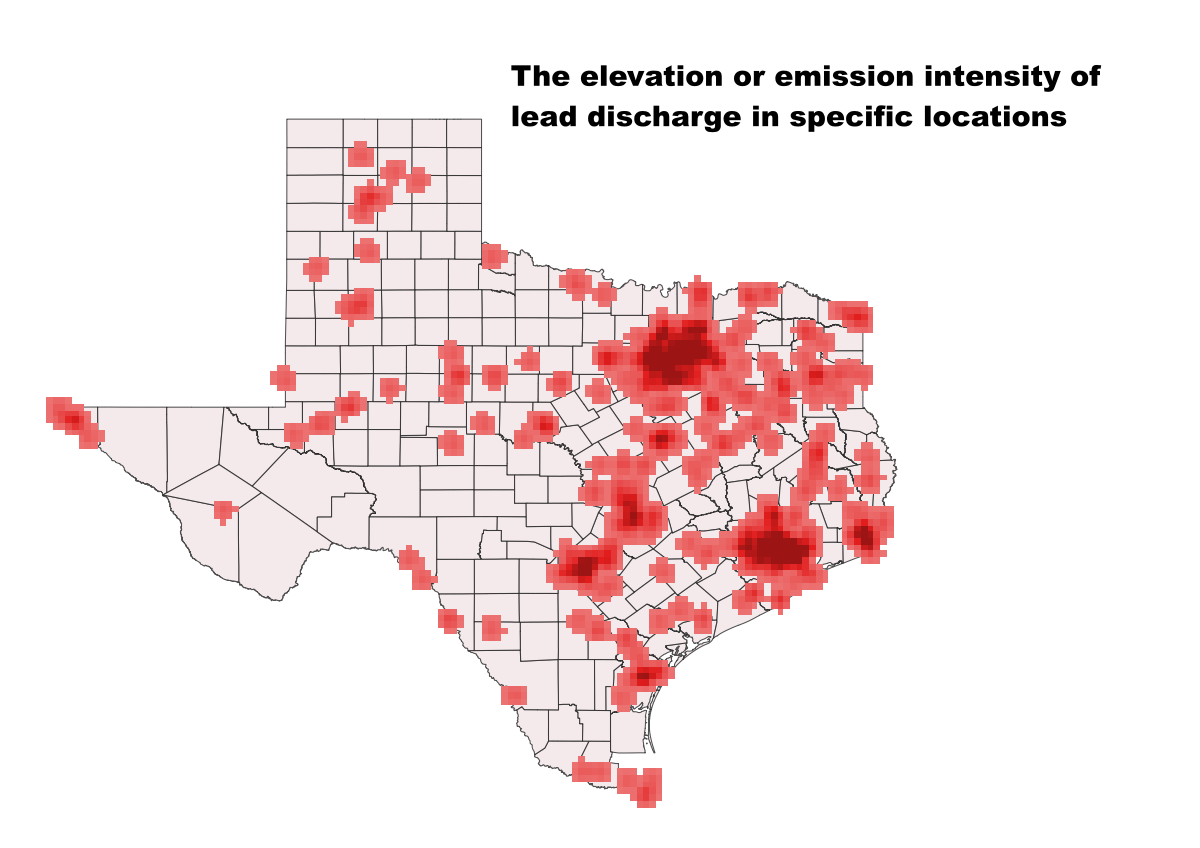 The elevation or emission intensity of
lead discharge in specific locations